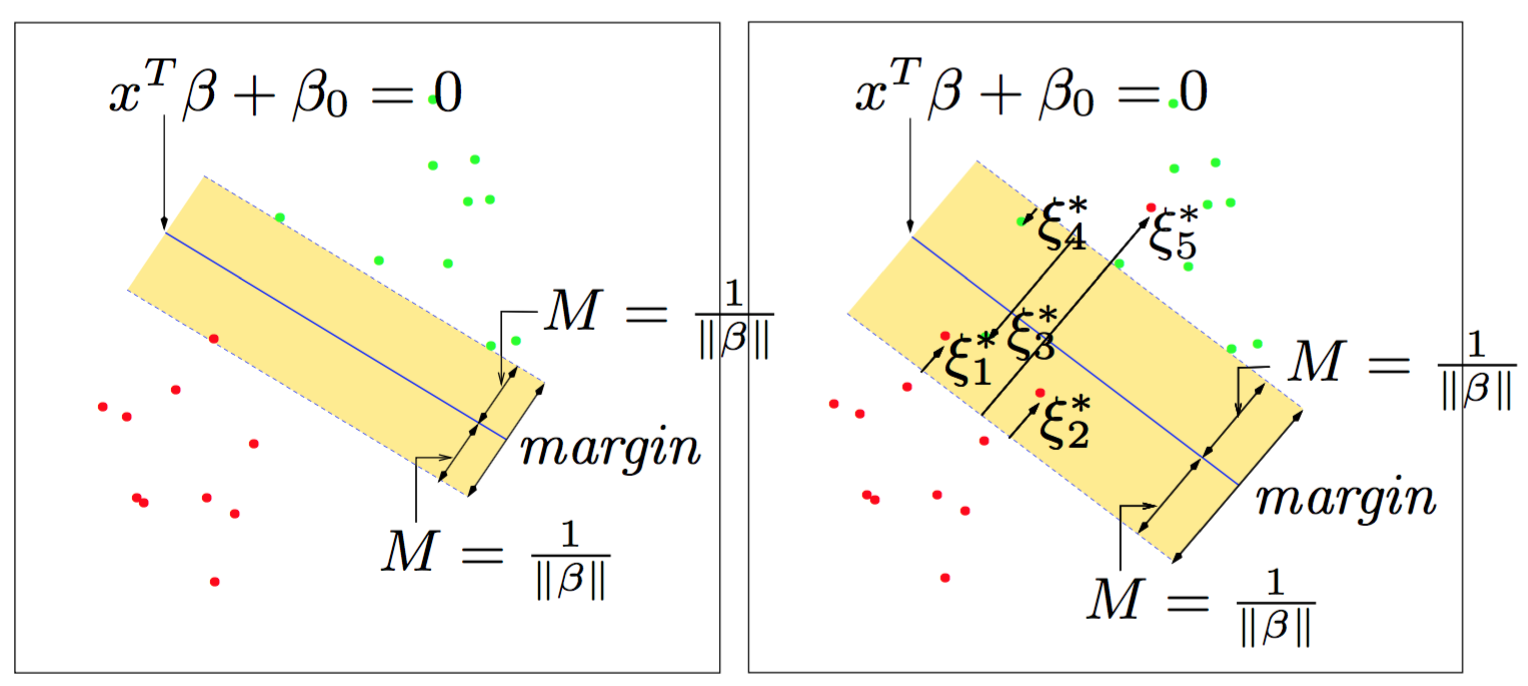 x^T β + β_0 = 0
M = 1/‖β‖
margin
M = 1/‖β‖
x^T β + β_0 = 0
ξ_4^*
ξ_5^*
ξ_3^*
ξ_1^*
M = 1/‖β‖
ξ_2^*
margin
M = 1/‖β‖